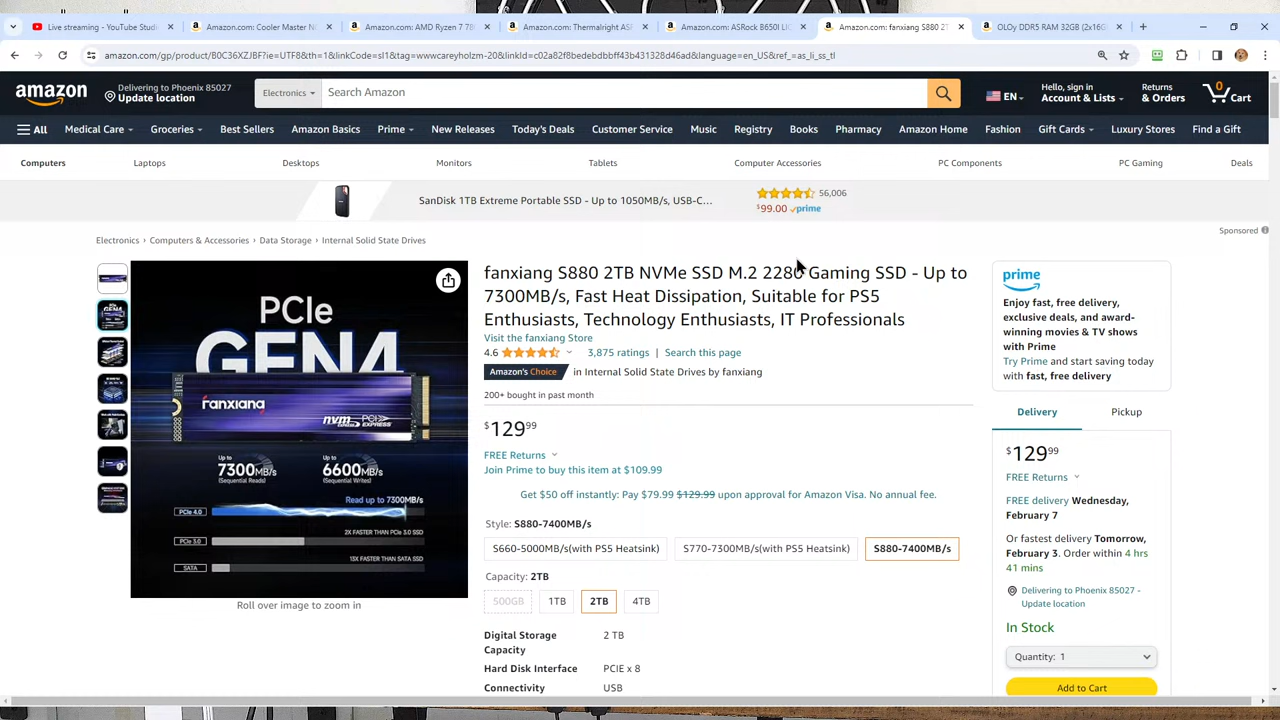 Live streaming - YouTube
Amazon.com: Cooler Master N
Amazon.com: AMD Ryzen 7 7
Amazon.com: Thermalright AS
Amazon.com: ASRock B650I LI
Amazon.com: fanxiang S880 2T
OLOy DDR5 RAM 32GB (2x16G
amazon.com/gp/product/B0C36XZJBF?ie=UTF8&th=1&linkCode=sl1&tag=wwwcareyholzm-20&linkId=c02a82f8bedebdbbff43b431328d46ad&language=en_US&ref_=as_li_ss_tl
amazon
Delivering to Phoenix 85027
Update location
Electronics
Search Amazon
EN
Hello, sign in
Account & Lists
Returns
& Orders
0
Cart
All
Medical Care
Groceries
Best Sellers
Amazon Basics
Prime
New Releases
Today's Deals
Customer Service
Music
Registry
Books
Pharmacy
Amazon Home
Fashion
Gift Cards
Luxury Stores
Find a Gift
Computers
Laptops
Desktops
Monitors
Tablets
Computer Accessories
PC Components
PC Gaming
Deals
SanDisk 1TB Extreme Portable SSD - Up to 1050MB/s, USB-C…
56,006
$99.00 prime
Sponsored
Electronics › Computers & Accessories › Data Storage › Internal Solid State Drives
PCIe
GEN4
fanxiang
nvm EXPRESS
PCI EXPRESS
Up to
7300MB/s
(Sequential Reads)
Up to
6600MB/s
(Sequential Writes)
Read up to 7300MB/s
PCIe 4.0
2X FASTER THAN PCIe 3.0 SSD
PCIe 3.0
13X FASTER THAN SATA SSD
SATA
Roll over image to zoom in
fanxiang S880 2TB NVMe SSD M.2 2280 Gaming SSD - Up to
7300MB/s, Fast Heat Dissipation, Suitable for PS5
Enthusiasts, Technology Enthusiasts, IT Professionals
Visit the fanxiang Store
4.6
3,875 ratings | Search this page
Amazon's Choice in Internal Solid State Drives by fanxiang
200+ bought in past month
$129 99
FREE Returns
Join Prime to buy this item at $109.99
Get $50 off instantly: Pay $79.99 $129.99 upon approval for Amazon Visa. No annual fee.
Style: S880-7400MB/s
S660-5000MB/s(with PS5 Heatsink)
S770-7300MB/s(with PS5 Heatsink)
S880-7400MB/s
Capacity: 2TB
500GB
1TB
2TB
4TB
Digital Storage
Capacity
2 TB
Hard Disk Interface
PCIE x 8
Connectivity
USB
prime
Enjoy fast, free delivery,
exclusive deals, and award-
winning movies & TV shows
with Prime
Try Prime and start saving today
with fast, free delivery
Delivery
Pickup
$129 99
FREE Returns
FREE delivery Wednesday,
February 7
Or fastest delivery Tomorrow,
February 3. Order within 4 hrs
41 mins
Delivering to Phoenix 85027 -
Update location
In Stock
Quantity: 1
Add to Cart